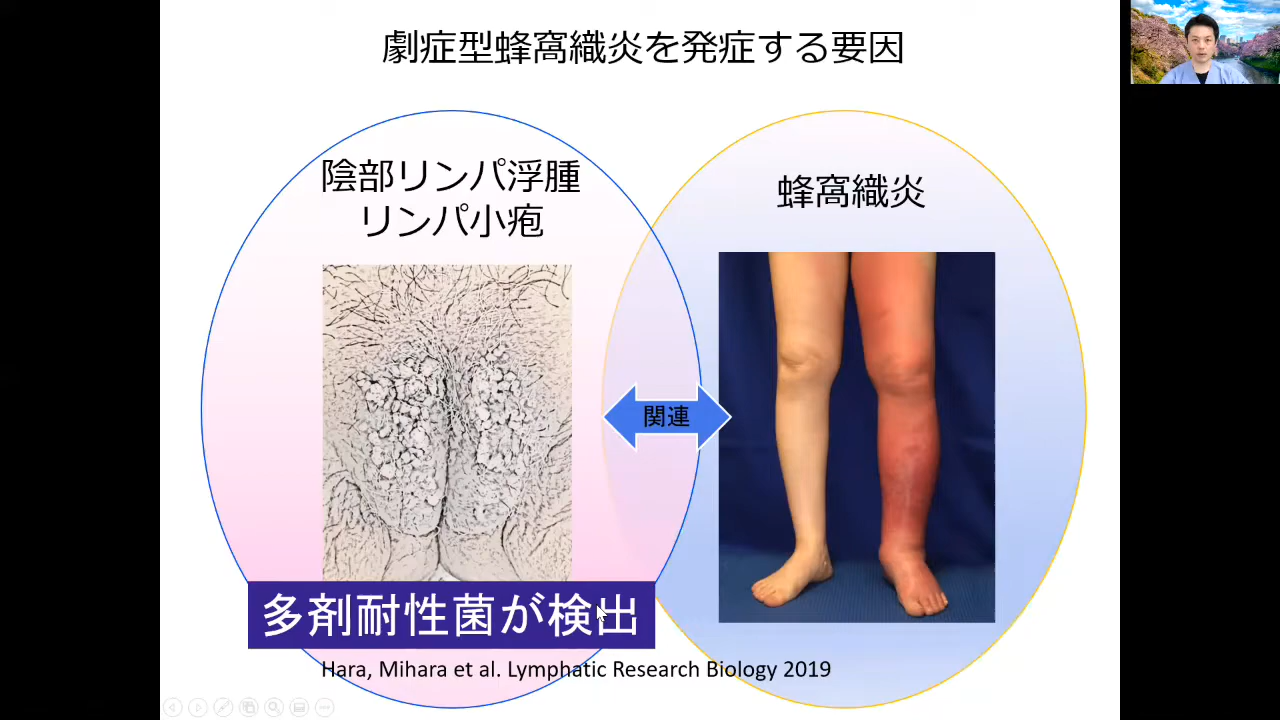 劇症型蜂窩織炎を発症する要因
陰部リンパ浮腫
リンパ小疱
蜂窩織炎
関連
多剤耐性菌が検出
Hara, Mihara et al. Lymphatic Research Biology 2019